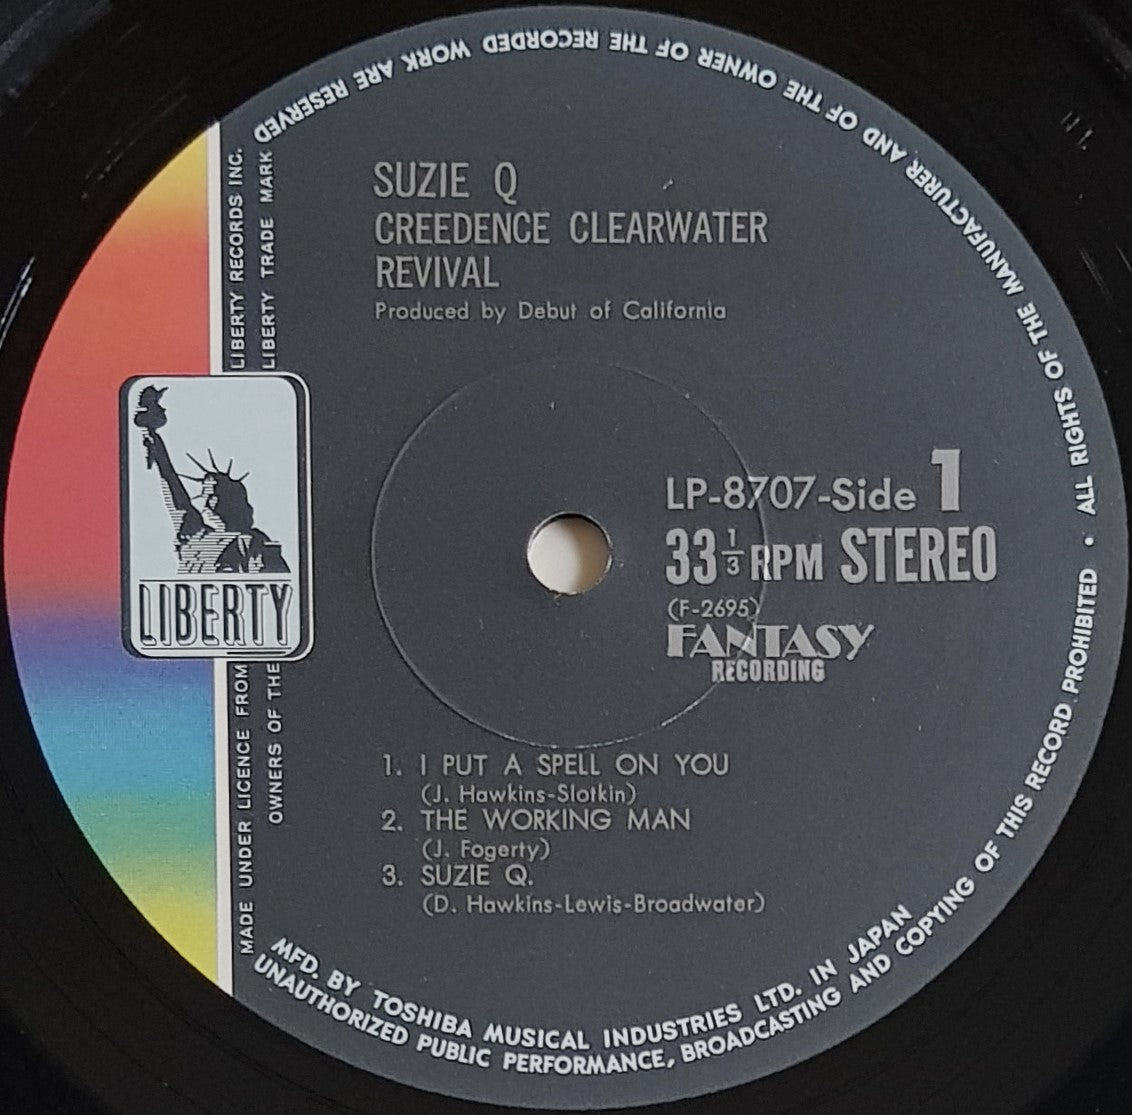 SUZIE Q
CREEDENCE CLEARWATER
REVIVAL
Produced by Debut of California
LP-8707-Side 1
33 1/3 RPM STEREO
(F-2695)
FANTASY
RECORDING
1. I PUT A SPELL ON YOU
(J. Hawkins-Slotkin)
2. THE WORKING MAN
(J. Fogerty)
3. SUZIE Q.
(D. Hawkins-Lewis-Broadwater)
LIBERTY
MADE UNDER LICENCE FROM LIBERTY RECORDS INC.
OWNERS OF THE LIBERTY TRADE MARK
MFD. BY TOSHIBA MUSICAL INDUSTRIES LTD. IN JAPAN
UNAUTHORIZED PUBLIC PERFORMANCE, BROADCASTING AND COPYING OF THIS RECORD PROHIBITED • ALL RIGHTS OF THE MANUFACTURER AND OF THE OWNER OF THE RECORDED WORK ARE RESERVED